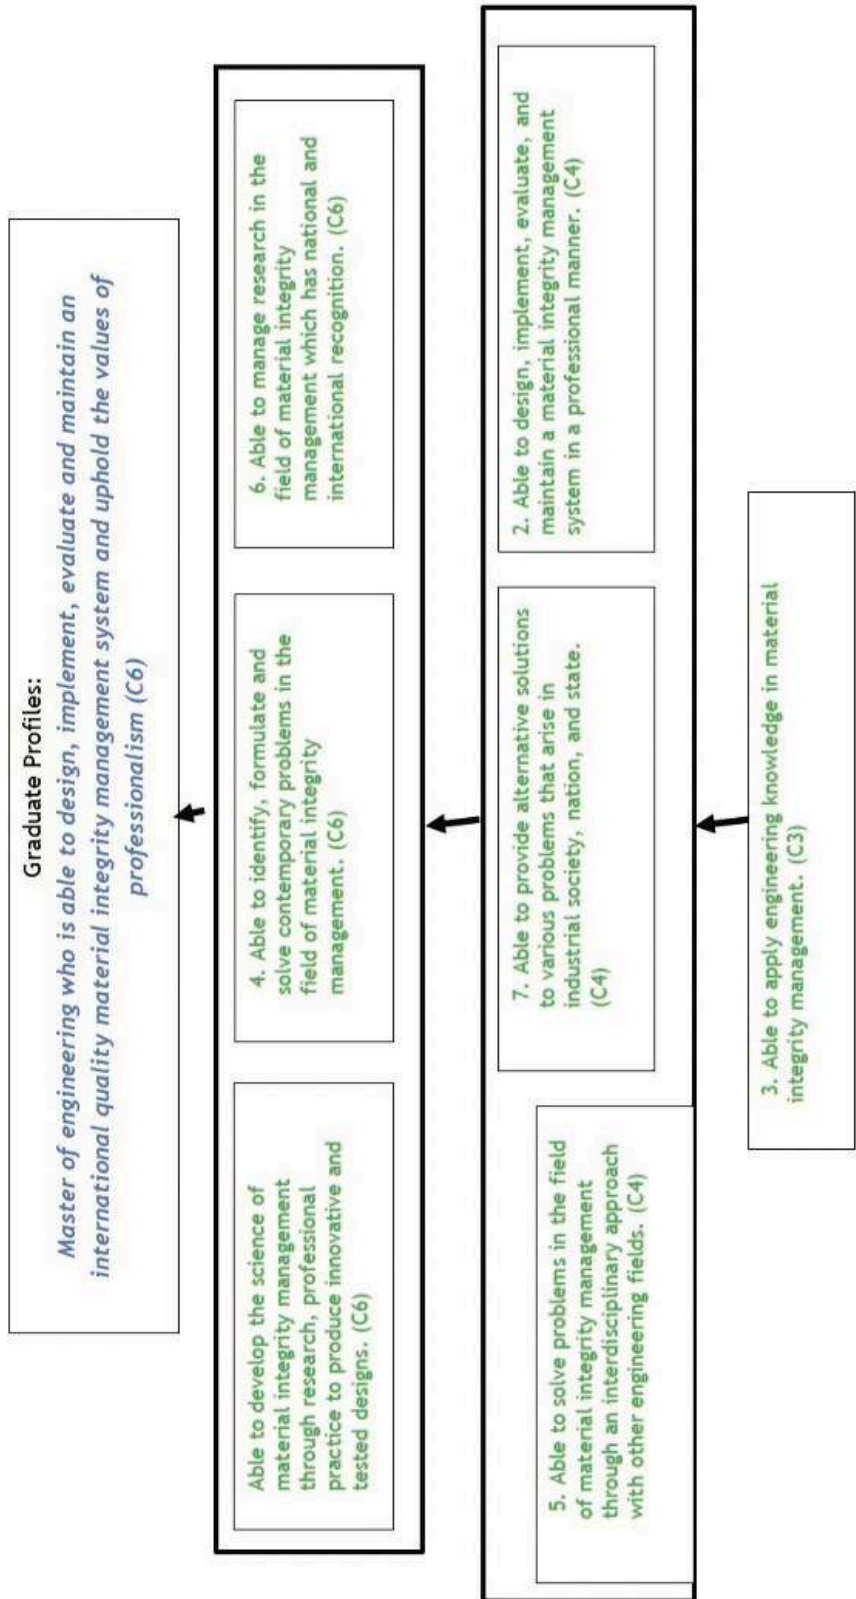 Graduate Profiles:
Master of engineering who is able to design, implement, evaluate and maintain an
international quality material integrity management system and uphold the values of
professionalism (C6)
Able to develop the science of
material integrity management
through research, professional
practice to produce innovative and
tested designs. (C6)
4. Able to identify, formulate and
solve contemporary problems in the
field of material integrity
management. (C6)
6. Able to manage research in the
field of material integrity
management which has national and
international recognition. (C6)
5. Able to solve problems in the field
of material integrity management
through an interdisciplinary approach
with other engineering fields. (C4)
7. Able to provide alternative solutions
to various problems that arise in
industrial society, nation, and state.
(C4)
2. Able to design, implement, evaluate, and
maintain a material integrity management
system in a professional manner. (C4)
3. Able to apply engineering knowledge in material
integrity management. (C3)